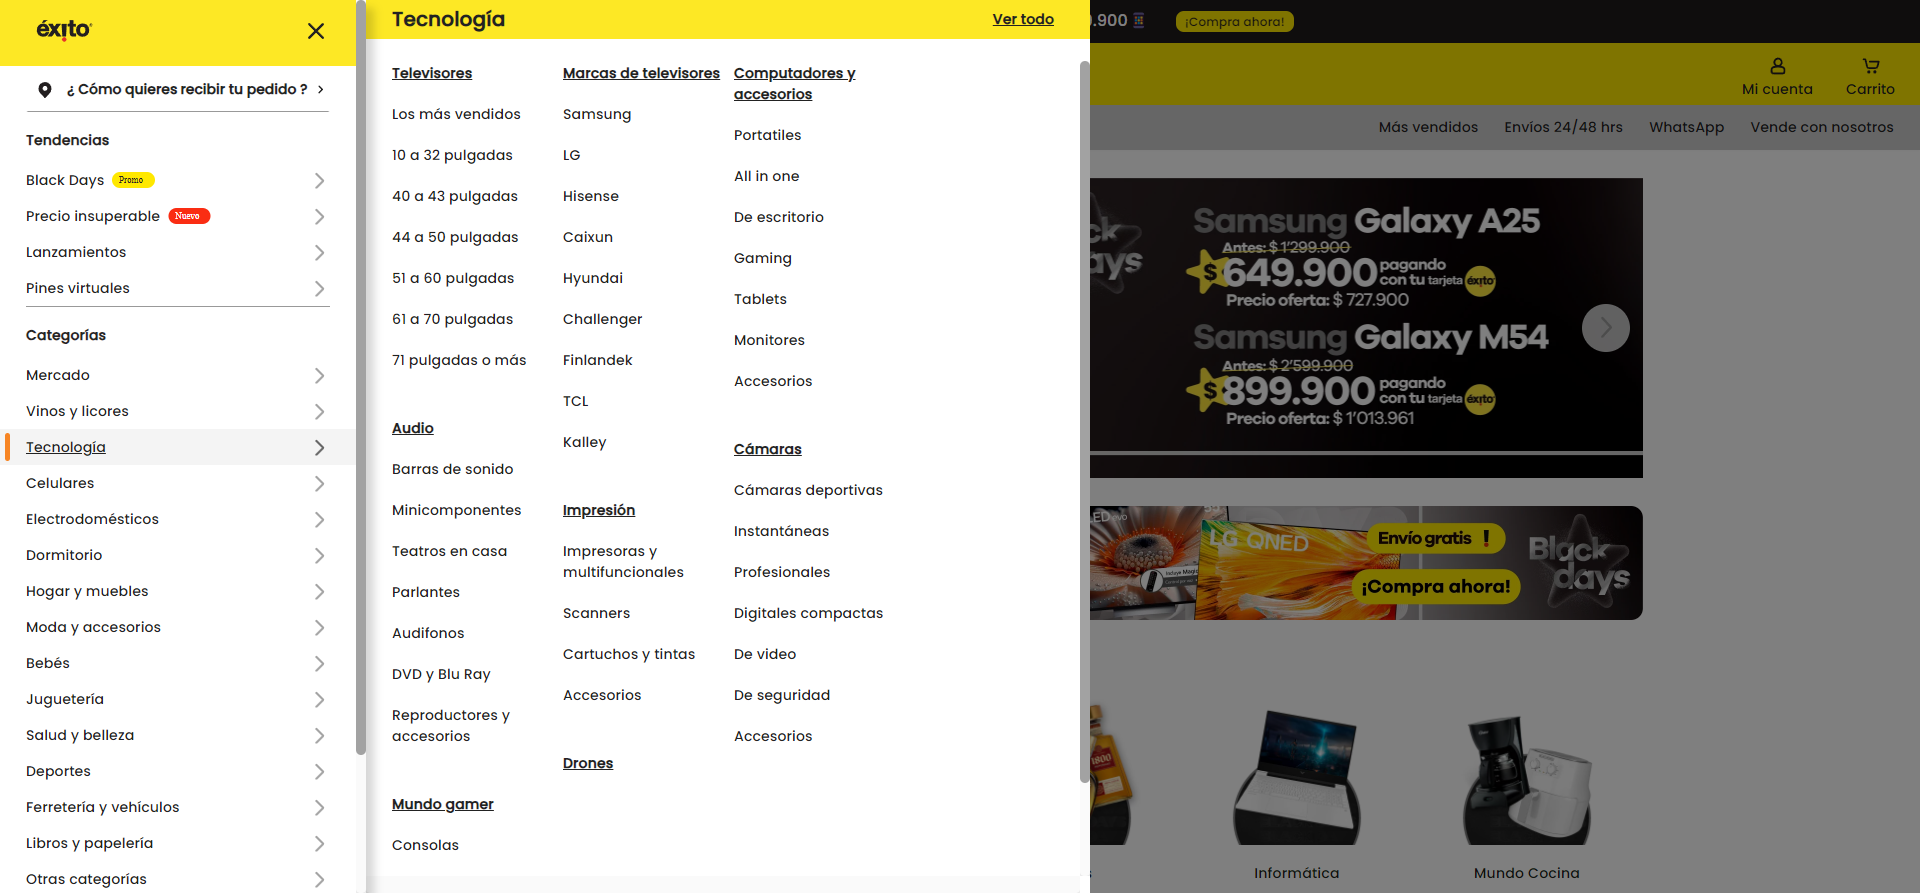 éxito
¿ Cómo quieres recibir tu pedido ?
Tendencias
Black Days Promo
Precio insuperable Nuevo
Lanzamientos
Pines virtuales
Categorías
Mercado
Vinos y licores
Tecnología
Celulares
Electrodomésticos
Dormitorio
Hogar y muebles
Moda y accesorios
Bebés
Juguetería
Salud y belleza
Deportes
Ferretería y vehículos
Libros y papelería
Otras categorías
Tecnología
Ver todo
Televisores
Los más vendidos
10 a 32 pulgadas
40 a 43 pulgadas
44 a 50 pulgadas
51 a 60 pulgadas
61 a 70 pulgadas
71 pulgadas o más
Audio
Barras de sonido
Minicomponentes
Teatros en casa
Parlantes
Audifonos
DVD y Blu Ray
Reproductores y
accesorios
Mundo gamer
Consolas
Marcas de televisores
Samsung
LG
Hisense
Caixun
Hyundai
Challenger
Finlandek
TCL
Kalley
Impresión
Impresoras y
multifuncionales
Scanners
Cartuchos y tintas
Accesorios
Drones
Computadores y
accesorios
Portatiles
All in one
De escritorio
Gaming
Tablets
Monitores
Accesorios
Cámaras
Cámaras deportivas
Instantáneas
Profesionales
Digitales compactas
De video
De seguridad
Accesorios
.900
¡Compra ahora!
Mi cuenta
Carrito
Más vendidos
Envíos 24/48 hrs
WhatsApp
Vende con nosotros
ck
ays
Samsung Galaxy A25
Antes: $ 1'299.900
$ 649.900 pagando
con tu tarjeta éxito
Precio oferta: $ 727.900
Samsung Galaxy M54
Antes: $ 2'599.900
$ 899.900 pagando
con tu tarjeta éxito
Precio oferta: $ 1'013.961
LG QNED
Envío gratis !
¡Compra ahora!
Black
days
1800
Informática
Mundo Cocina